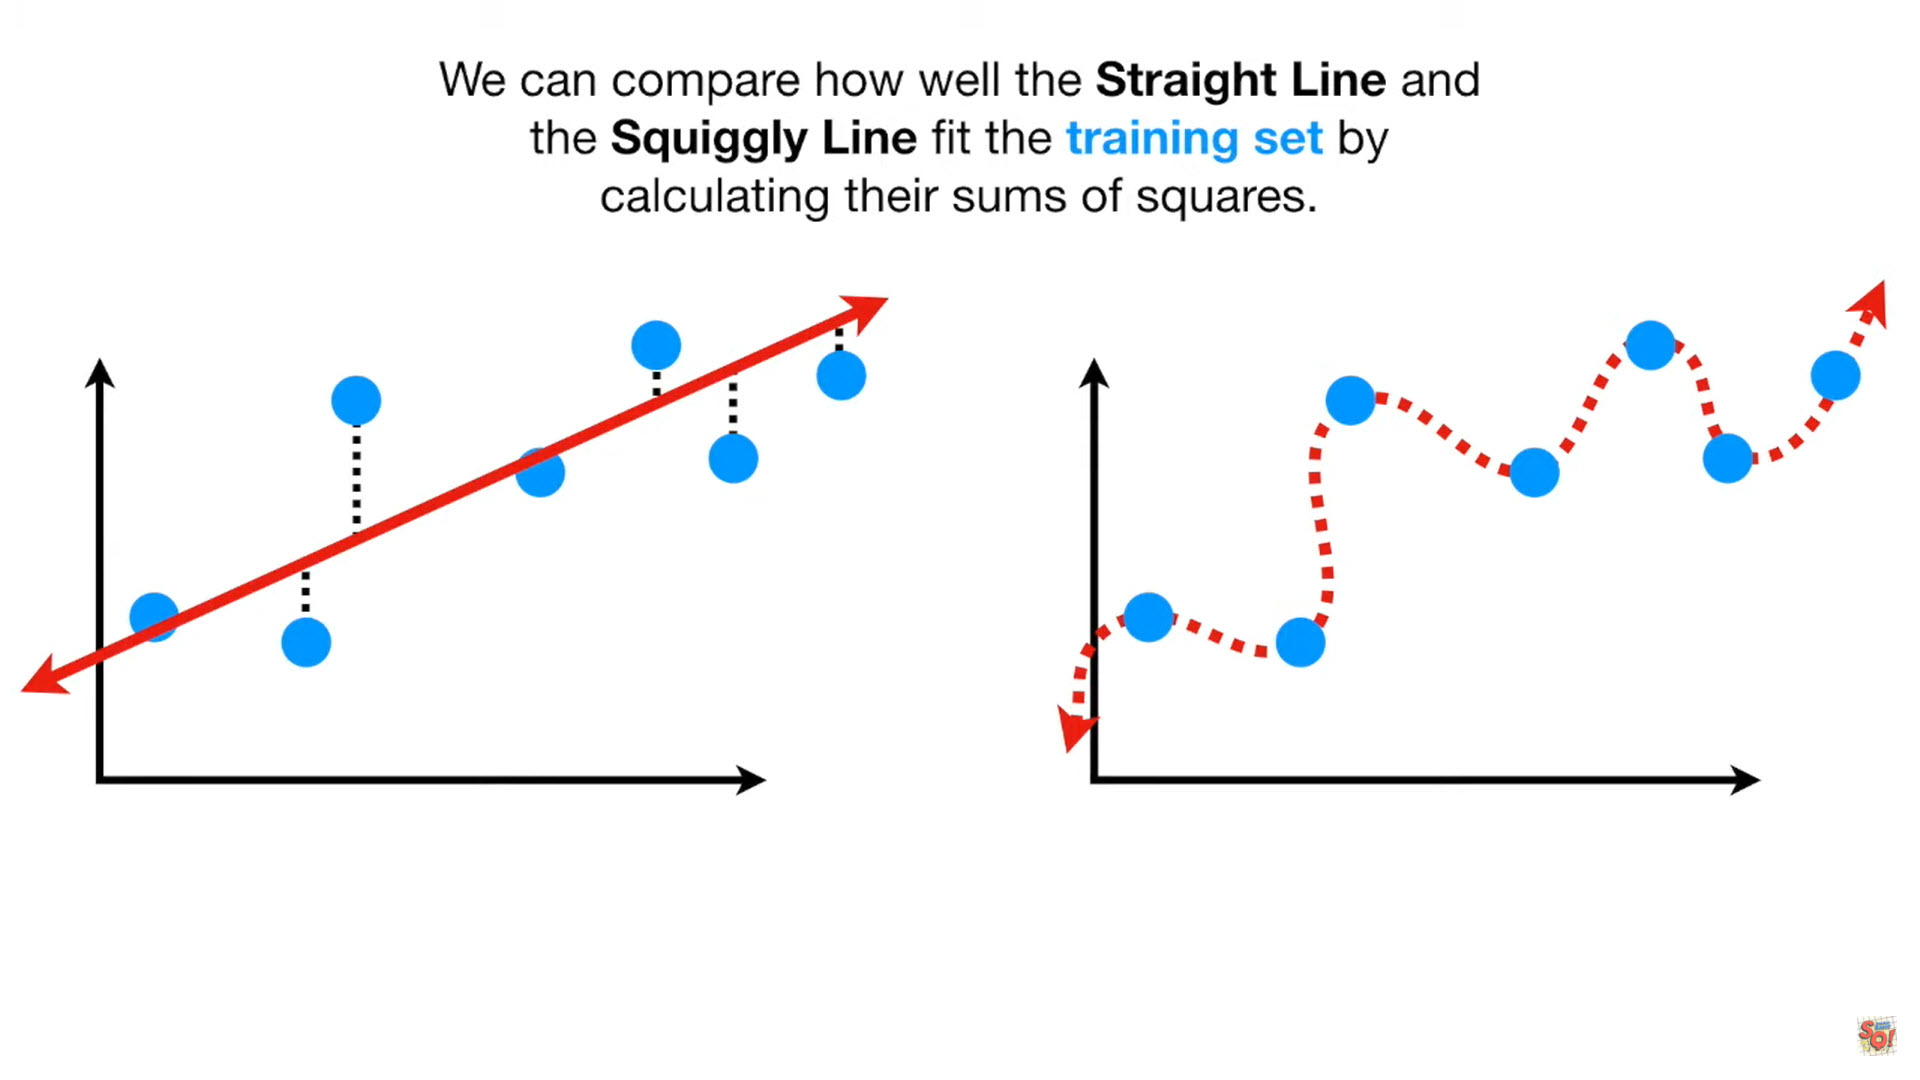 We can compare how well the Straight Line and
the Squiggly Line fit the training set by
calculating their sums of squares.
SQ!